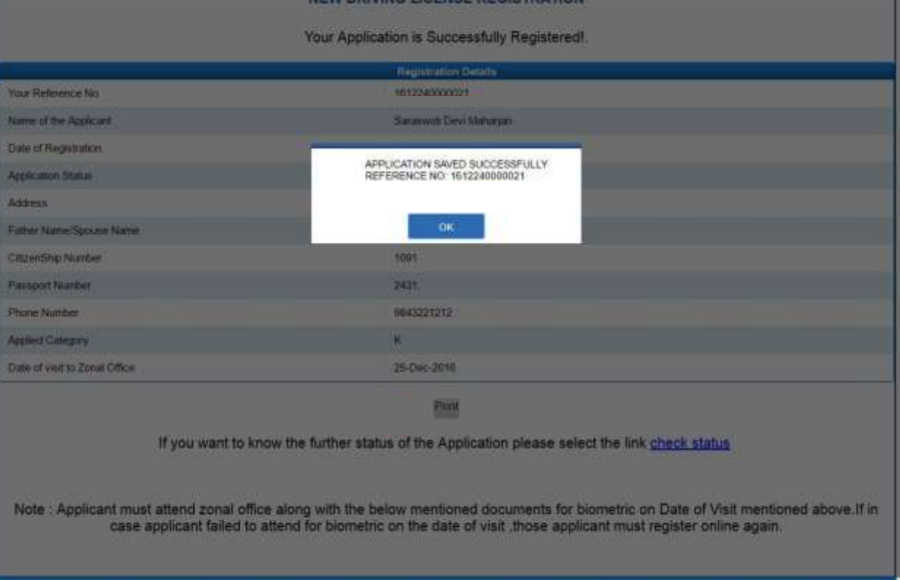 NEW DRIVING LICENSE REGISTRATION
Your Application is Successfully Registered!.
Registration Details
Your Reference No 1612240000021
Name of the Applicant Saraswoti Devi Maharjan
Date of Registration
Application Status
Address
Father Name/Spouse Name
CitizenShip Number 1091
Passport Number 2431
Phone Number 9843221212
Applied Category K
Date of visit to Zonal Office 25-Dec-2016
APPLICATION SAVED SUCCESSFULLY
REFERENCE NO: 1612240000021
OK
Print
If you want to know the further status of the Application please select the link check status
Note : Applicant must attend zonal office along with the below mentioned documents for biometric on Date of Visit mentioned above.If in
case applicant failed to attend for biometric on the date of visit ,those applicant must register online again.